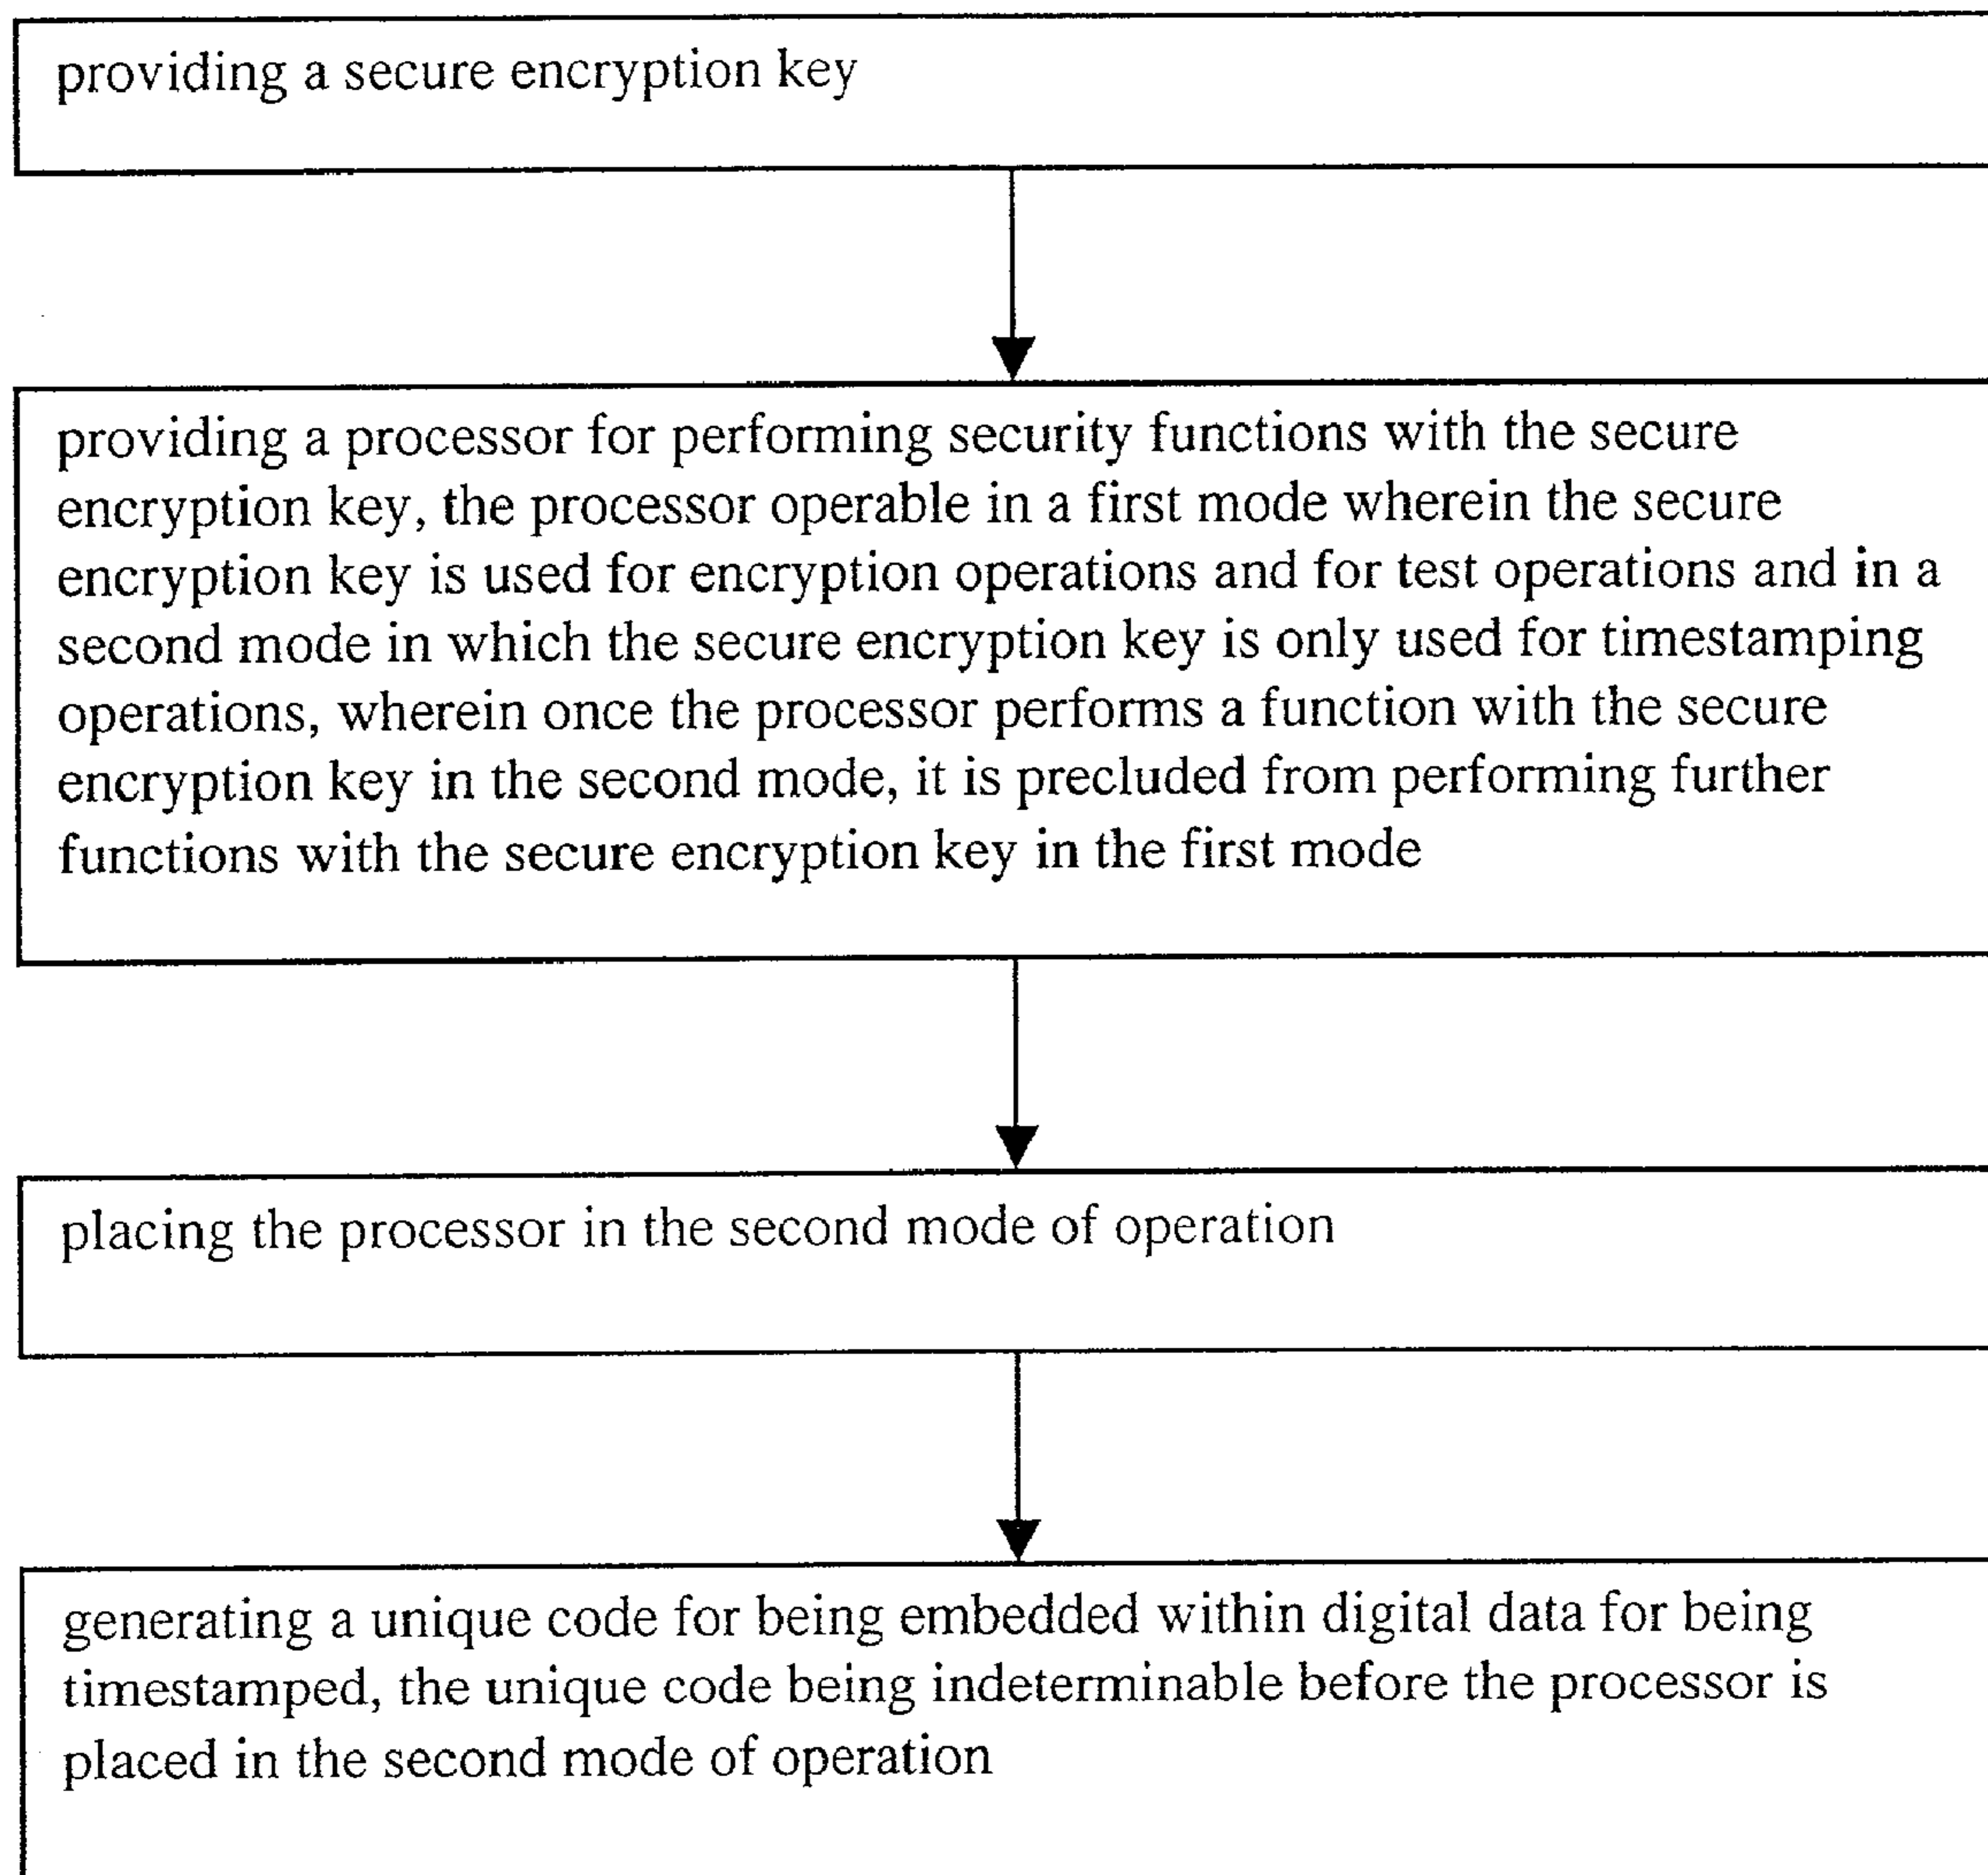 providing a secure encryption key
providing a processor for performing security functions with the secure
encryption key, the processor operable in a first mode wherein the secure
encryption key is used for encryption operations and for test operations and in a
second mode in which the secure encryption key is only used for timestamping
operations, wherein once the processor performs a function with the secure
encryption key in the second mode, it is precluded from performing further
functions with the secure encryption key in the first mode
placing the processor in the second mode of operation
generating a unique code for being embedded within digital data for being
timestamped, the unique code being indeterminable before the processor is
placed in the second mode of operation